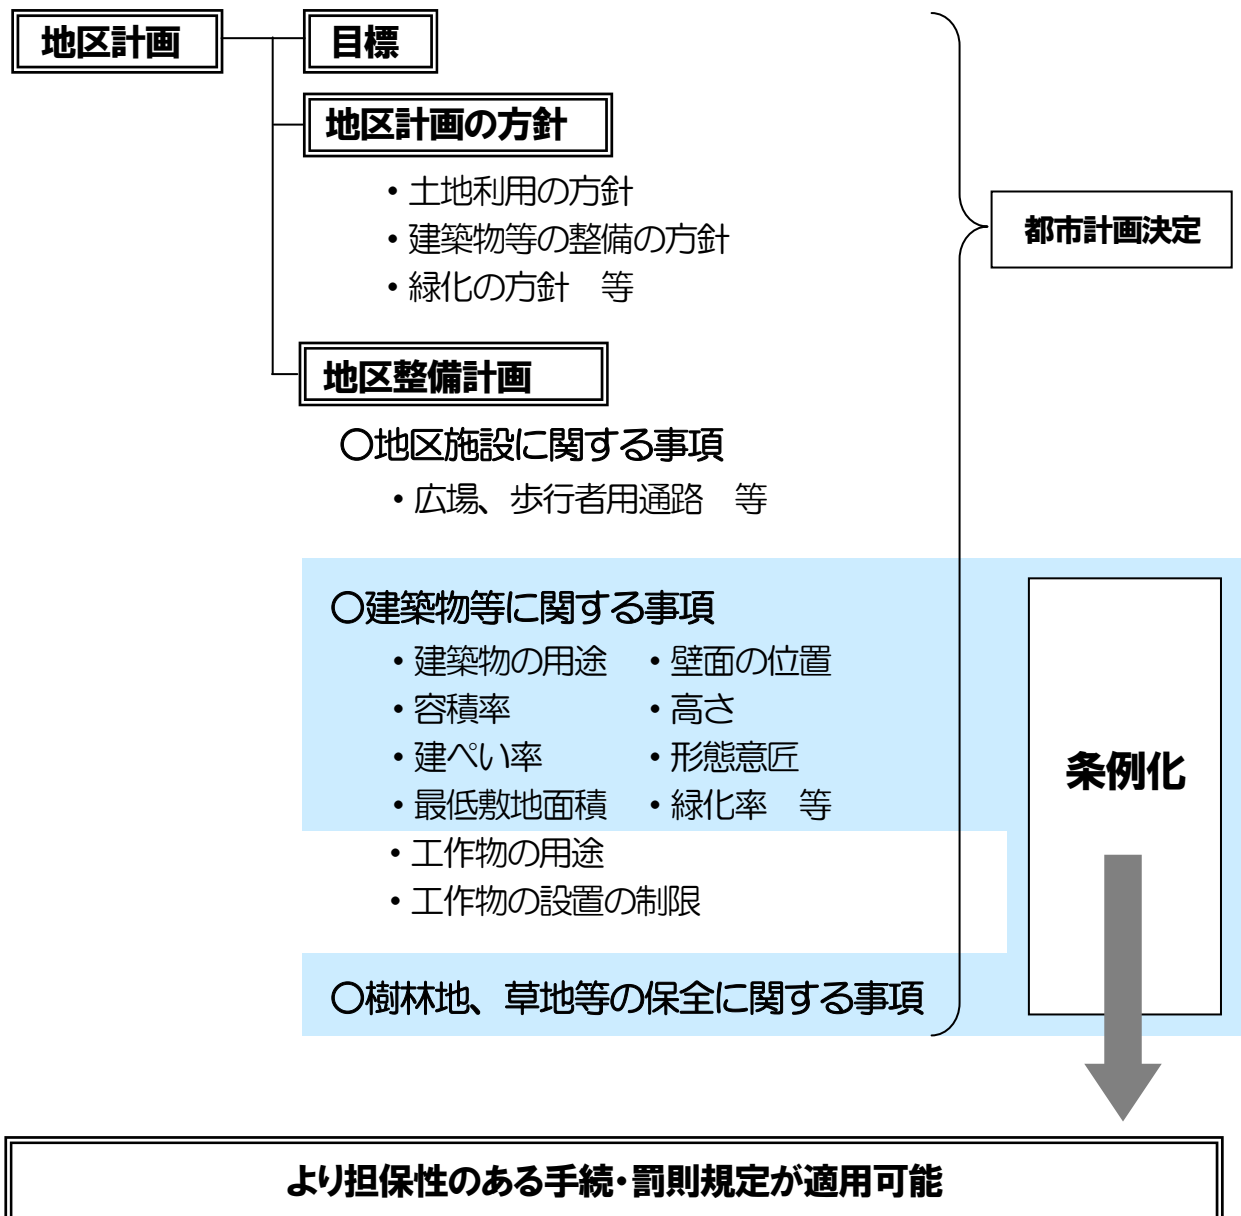 地区計画
目標
地区計画の方針
・土地利用の方針
・建築物等の整備の方針
・緑化の方針　等
都市計画決定
地区整備計画
〇地区施設に関する事項
・広場、歩行者用通路　等
〇建築物等に関する事項
・建築物の用途　・壁面の位置
・容積率　・高さ
・建ぺい率　・形態意匠
・最低敷地面積　・緑化率　等
・工作物の用途
・工作物の設置の制限
〇樹林地、草地等の保全に関する事項
条例化
より担保性のある手続・罰則規定が適用可能